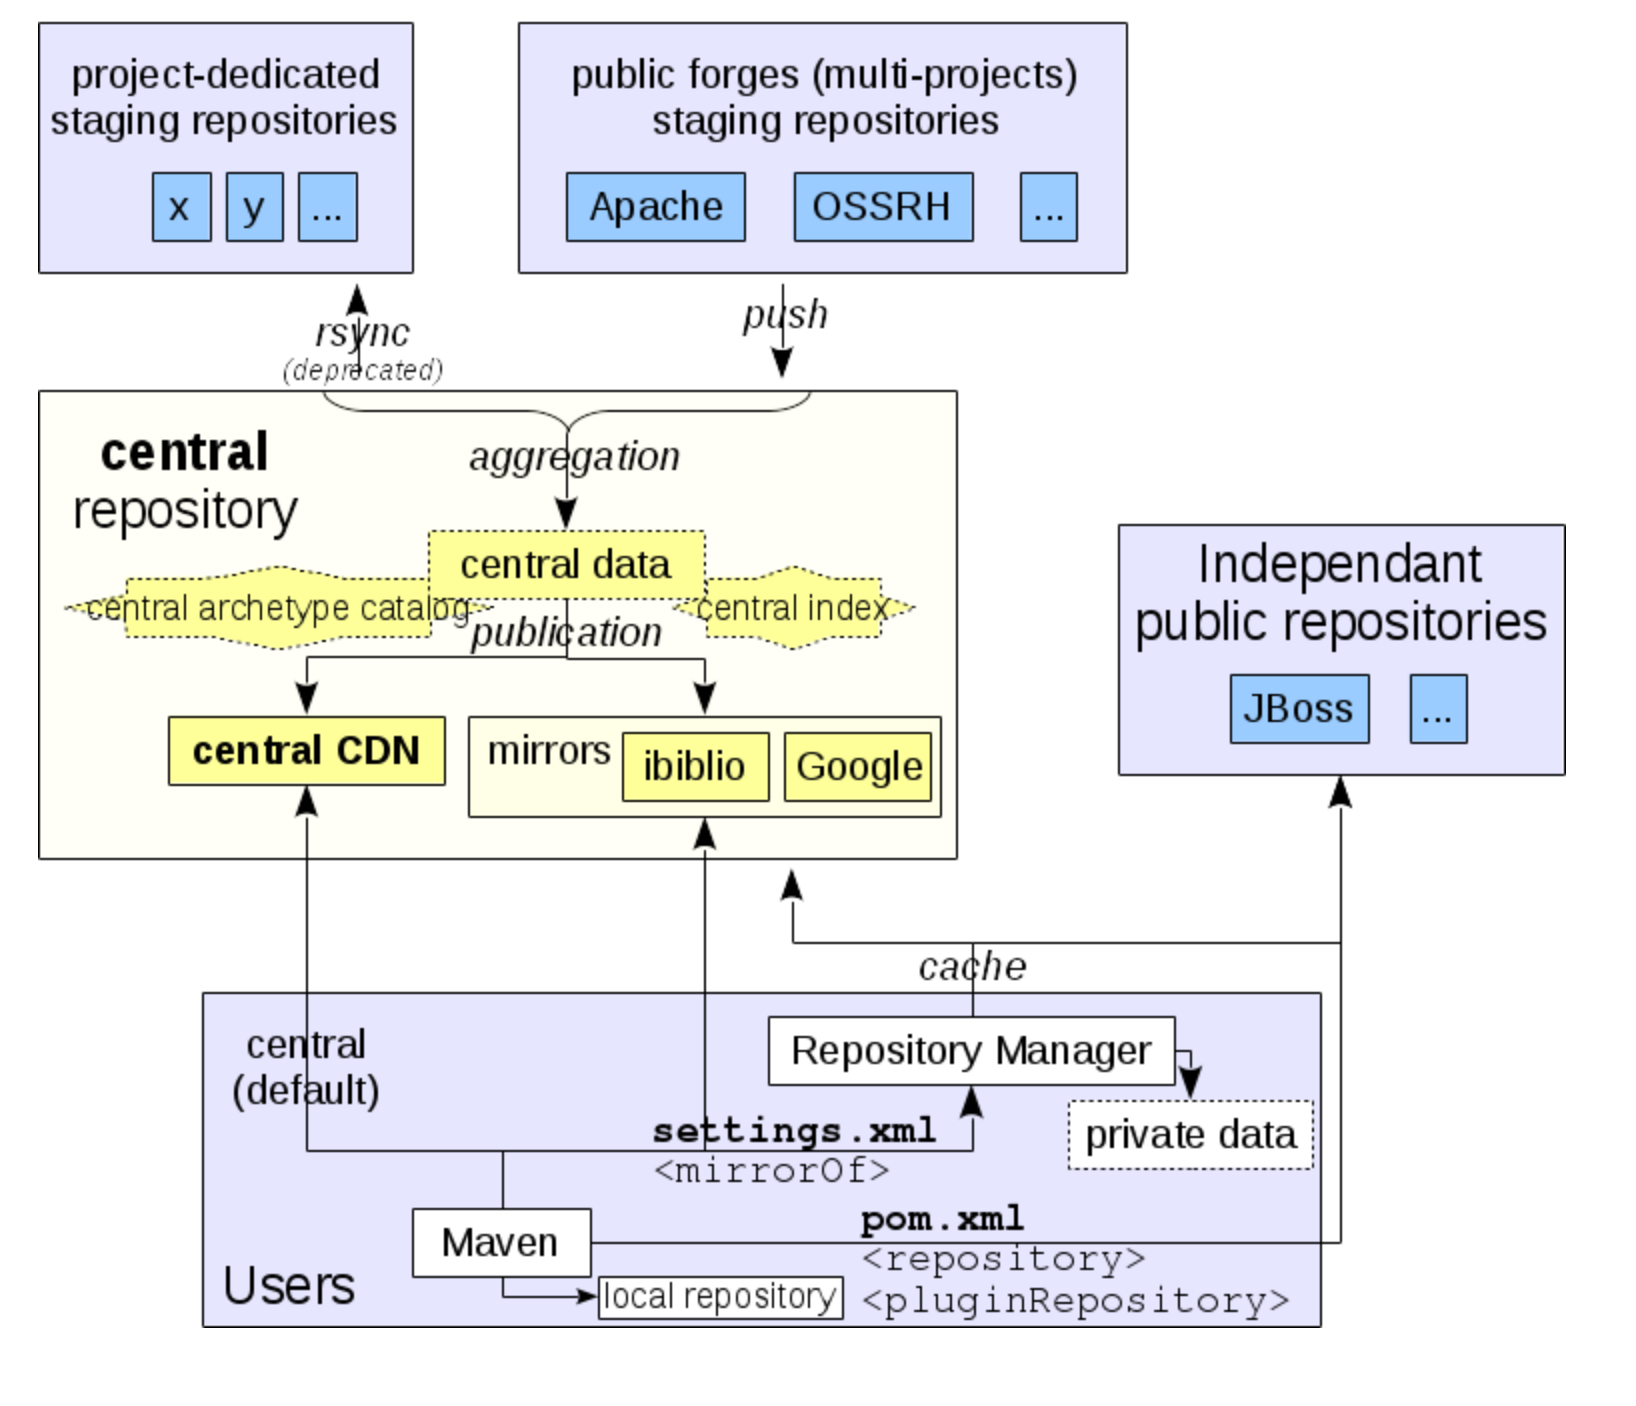 project-dedicated
staging repositories
x y ...
public forges (multi-projects)
staging repositories
Apache OSSRH ...
rsync
(deprecated)
push
central
repository
aggregation
central data
central archetype catalog
central index
publication
central CDN
mirrors ibiblio Google
Independant
public repositories
JBoss ...
cache
central
(default)
Repository Manager
private data
settings.xml
<mirrorOf>
Maven
pom.xml
<repository>
<pluginRepository>
local repository
Users